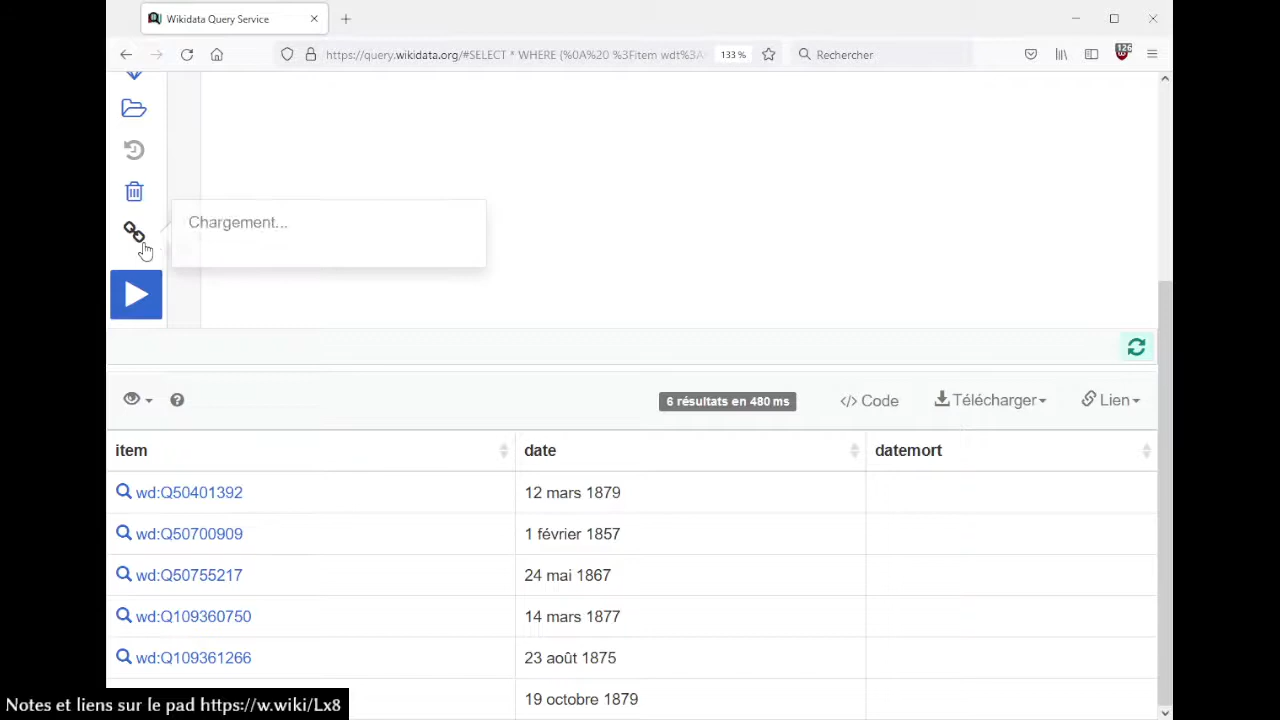 Wikidata Query Service
https://query.wikidata.org/#SELECT * WHERE {%0A%20 %3Fitem wdt%3A
133 %
Rechercher
126
Chargement...
6 résultats en 480 ms
</> Code
Télécharger
Lien
item date datemort
wd:Q50401392 12 mars 1879
wd:Q50700909 1 février 1857
wd:Q50755217 24 mai 1867
wd:Q109360750 14 mars 1877
wd:Q109361266 23 août 1875
19 octobre 1879
Notes et liens sur le pad https://w.wiki/Lx8